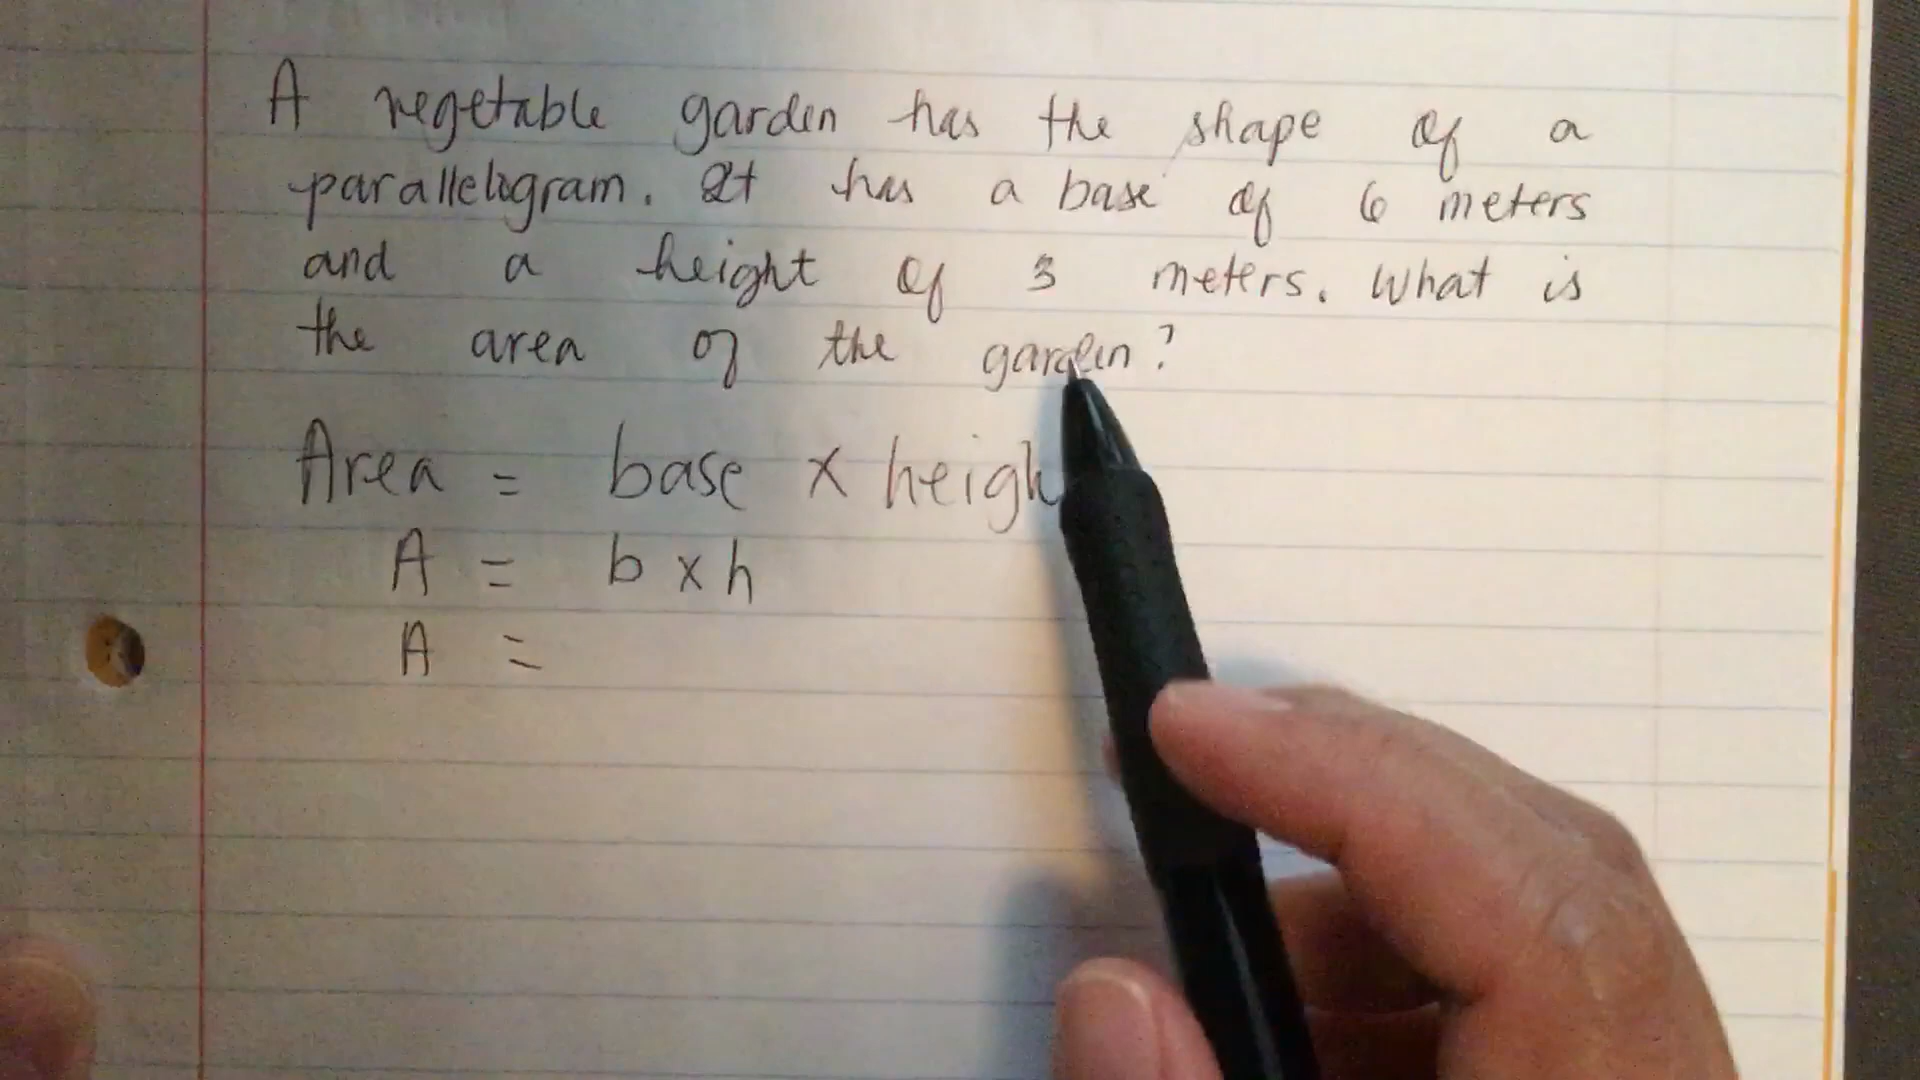 A vegetable garden has the shape of a
parallelogram. It has a base of 6 meters
and a height of 3 meters. What is
the area of the garden?
Area = base x heigh
A = b x h
A =